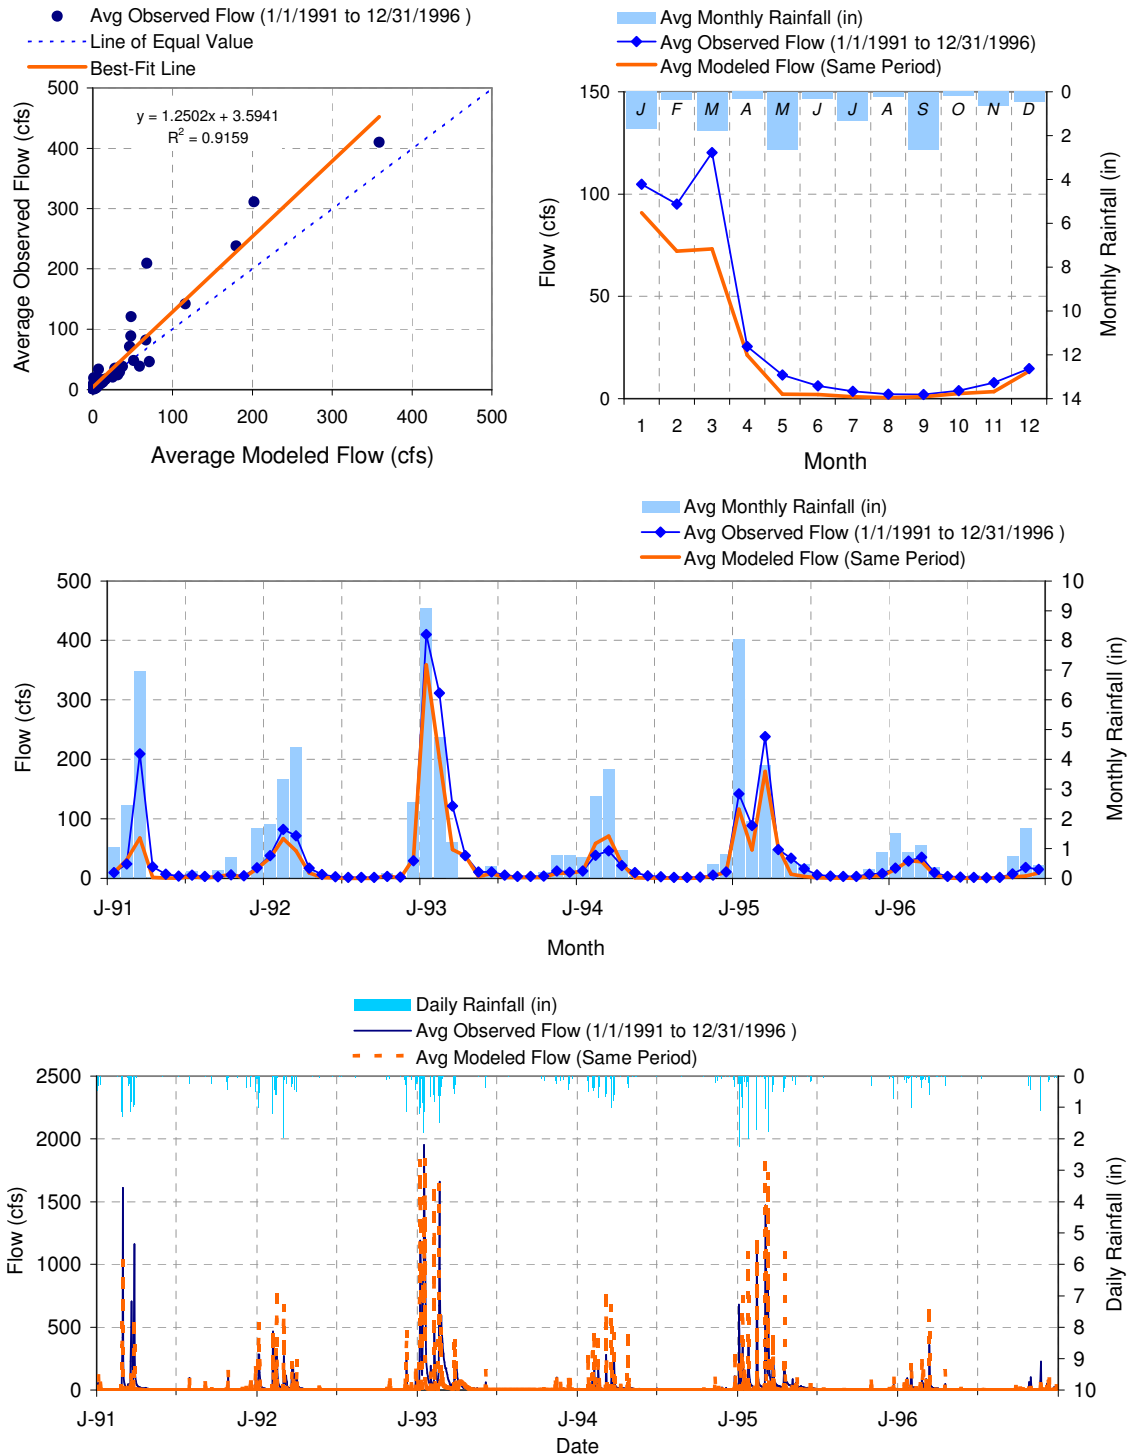 Avg Observed Flow (1/1/1991 to 12/31/1996 )
Line of Equal Value
Best-Fit Line
y = 1.2502x + 3.5941
R² = 0.9159
500
400
300
200
100
0
Average Observed Flow (cfs)
0 100 200 300 400 500
Average Modeled Flow (cfs)
Avg Monthly Rainfall (in)
Avg Observed Flow (1/1/1991 to 12/31/1996)
Avg Modeled Flow (Same Period)
150
100
50
0
Flow (cfs)
J F M A M J J A S O N D
0
2
4
6
8
10
12
14
Monthly Rainfall (in)
1 2 3 4 5 6 7 8 9 10 11 12
Month
Avg Monthly Rainfall (in)
Avg Observed Flow (1/1/1991 to 12/31/1996 )
Avg Modeled Flow (Same Period)
500
400
300
200
100
0
Flow (cfs)
10
9
8
7
6
5
4
3
2
1
0
Monthly Rainfall (in)
J-91 J-92 J-93 J-94 J-95 J-96
Month
Daily Rainfall (in)
Avg Observed Flow (1/1/1991 to 12/31/1996 )
Avg Modeled Flow (Same Period)
2500
2000
1500
1000
500
0
Flow (cfs)
0
1
2
3
4
5
6
7
8
9
10
Daily Rainfall (in)
J-91 J-92 J-93 J-94 J-95 J-96
Date